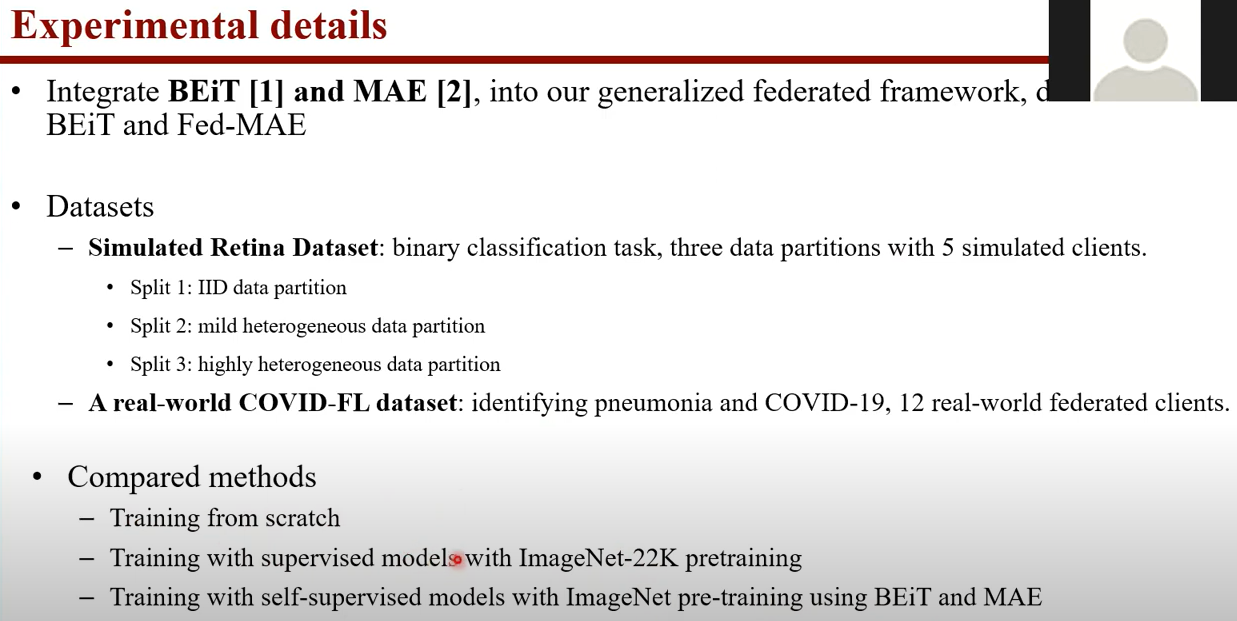 Experimental details
• Integrate BEiT [1] and MAE [2], into our generalized federated framework,
BEiT and Fed-MAE
• Datasets
– Simulated Retina Dataset: binary classification task, three data partitions with 5 simulated clients.
• Split 1: IID data partition
• Split 2: mild heterogeneous data partition
• Split 3: highly heterogeneous data partition
– A real-world COVID-FL dataset: identifying pneumonia and COVID-19, 12 real-world federated clients.
• Compared methods
– Training from scratch
– Training with supervised models with ImageNet-22K pretraining
– Training with self-supervised models with ImageNet pre-training using BEiT and MAE